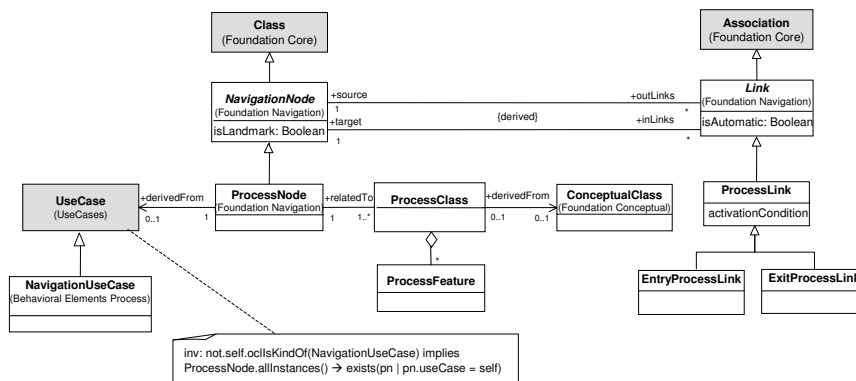 Class
(Foundation Core)
Association
(Foundation Core)
NavigationNode
(Foundation Navigation)
isLandmark: Boolean
+source
1
+outLinks
*
+target
1
{derived}
+inLinks
*
Link
(Foundation Navigation)
isAutomatic: Boolean
UseCase
(UseCases)
+derivedFrom
0..1
1
ProcessNode
(Foundation Navigation)
+relatedTo
1
1..*
ProcessClass
+derivedFrom
0..1
0..1
ConceptualClass
(Foundation Conceptual)
ProcessLink
activationCondition
NavigationUseCase
(Behavioral Elements Process)
*
ProcessFeature
EntryProcessLink
ExitProcessLink
inv: not.self.oclIsKindOf(NavigationUseCase) implies
ProcessNode.allInstances() → exists(pn | pn.useCase = self)